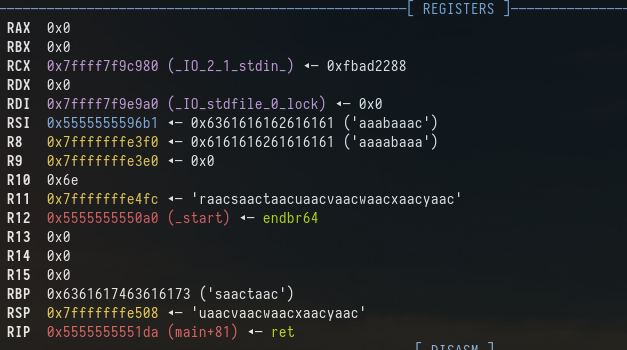 [ REGISTERS ]
RAX 0x0
RBX 0x0
RCX 0x7ffff7f9c980 (_IO_2_1_stdin_) ◂— 0xfbad2288
RDX 0x0
RDI 0x7ffff7f9e9a0 (_IO_stdfile_0_lock) ◂— 0x0
RSI 0x5555555596b1 ◂— 0x6361616162616161 ('aaabaaac')
R8 0x7fffffffe3f0 ◂— 0x6161616261616161 ('aaaabaaa')
R9 0x7fffffffe3e0 ◂— 0x0
R10 0x6e
R11 0x7fffffffe4fc ◂— 'raacsaactaacuaacvaacwaacxaacyaac'
R12 0x5555555550a0 (_start) ◂— endbr64
R13 0x0
R14 0x0
R15 0x0
RBP 0x6361617463616173 ('saactaac')
RSP 0x7fffffffe508 ◂— 'uaacvaacwaacxaacyaac'
RIP 0x5555555551da (main+81) ◂— ret
[ DISASM ]